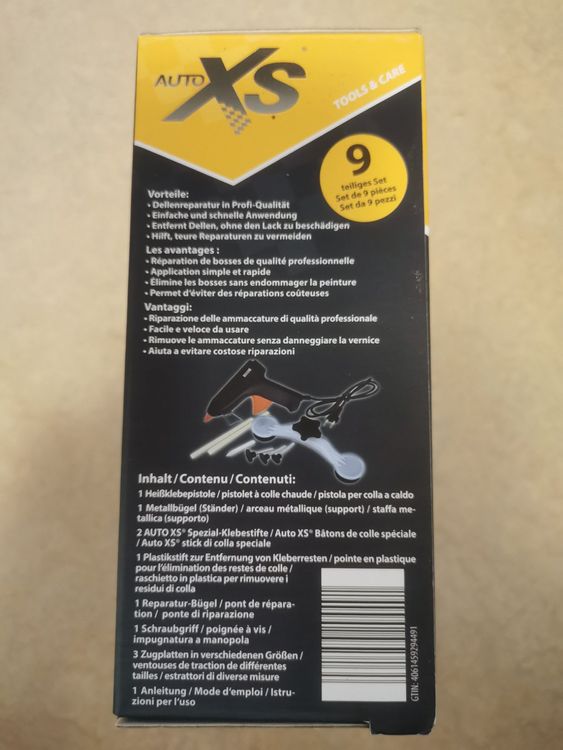 AUTO XS®
TOOLS & CARE
9
teiliges Set
Set de 9 pièces
Set da 9 pezzi
Vorteile:
• Dellenreparatur in Profi-Qualität
• Einfache und schnelle Anwendung
• Entfernt Dellen, ohne den Lack zu beschädigen
• Hilft, teure Reparaturen zu vermeiden
Les avantages :
• Réparation de bosses de qualité professionnelle
• Application simple et rapide
• Élimine les bosses sans endommager la peinture
• Permet d'éviter des réparations coûteuses
Vantaggi:
• Riparazione delle ammaccature di qualità professionale
• Facile e veloce da usare
• Rimuove le ammaccature senza danneggiare la vernice
• Aiuta a evitare costose riparazioni
Inhalt / Contenu / Contenuti:
1 Heißklebepistole / pistolet à colle chaude / pistola per colla a caldo
1 Metallbügel (Ständer) / arceau métallique (support) / staffa me-
tallica (supporto)
2 AUTO XS® Spezial-Klebestifte / Auto XS® Bâtons de colle spéciale
/ Auto XS® stick di colla speciale
1 Plastikstift zur Entfernung von Kleberresten / pointe en plastique
pour l'élimination des restes de colle /
raschietto in plastica per rimuovere i
residui di colla
1 Reparatur-Bügel / pont de répara-
tion / ponte di riparazione
1 Schraubgriff / poignée à vis /
impugnatura a manopola
3 Zugplatten in verschiedenen Größen /
ventouses de traction de différentes
tailles / estrattori di diverse misure
1 Anleitung / Mode d'emploi / Istru-
zioni per l'uso
GTIN: 4061459294491